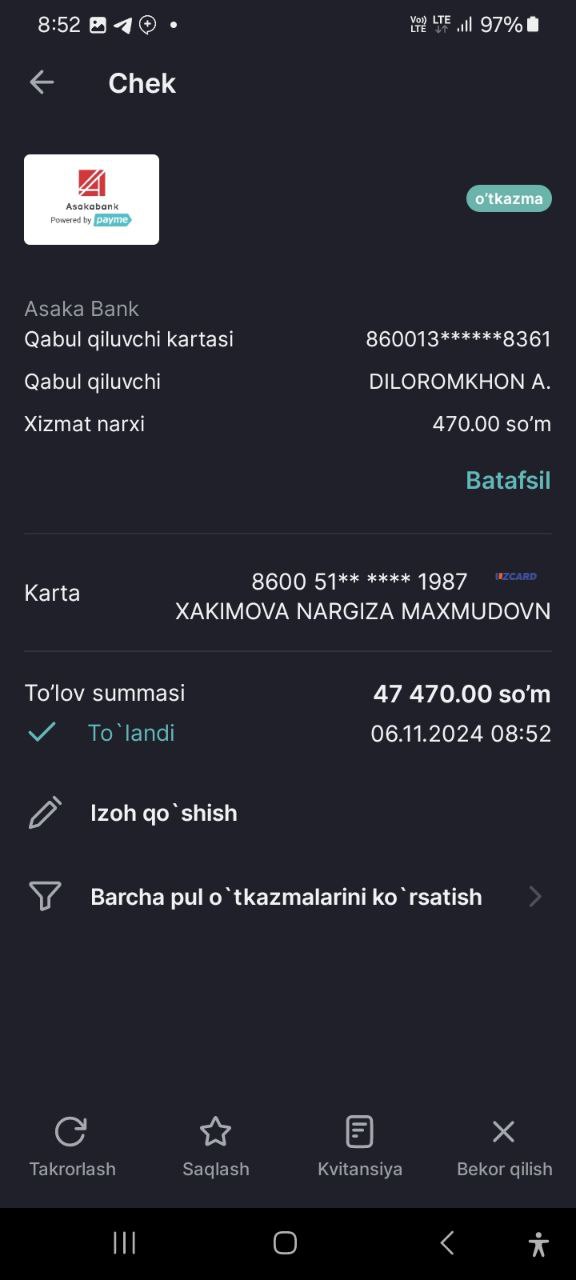 8:52
Vo)) LTE LTE 97%
Chek
Asakabank
Powered by payme
o‘tkazma
Asaka Bank
Qabul qiluvchi kartasi 860013******8361
Qabul qiluvchi DILOROMKHON A.
Xizmat narxi 470.00 so’m
Batafsil
8600 51** **** 1987 UZCARD
Karta
XAKIMOVA NARGIZA MAXMUDOVN
To’lov summasi 47 470.00 so’m
To`landi 06.11.2024 08:52
Izoh qo`shish
Barcha pul o`tkazmalarini ko`rsatish
Takrorlash Saqlash Kvitansiya Bekor qilish